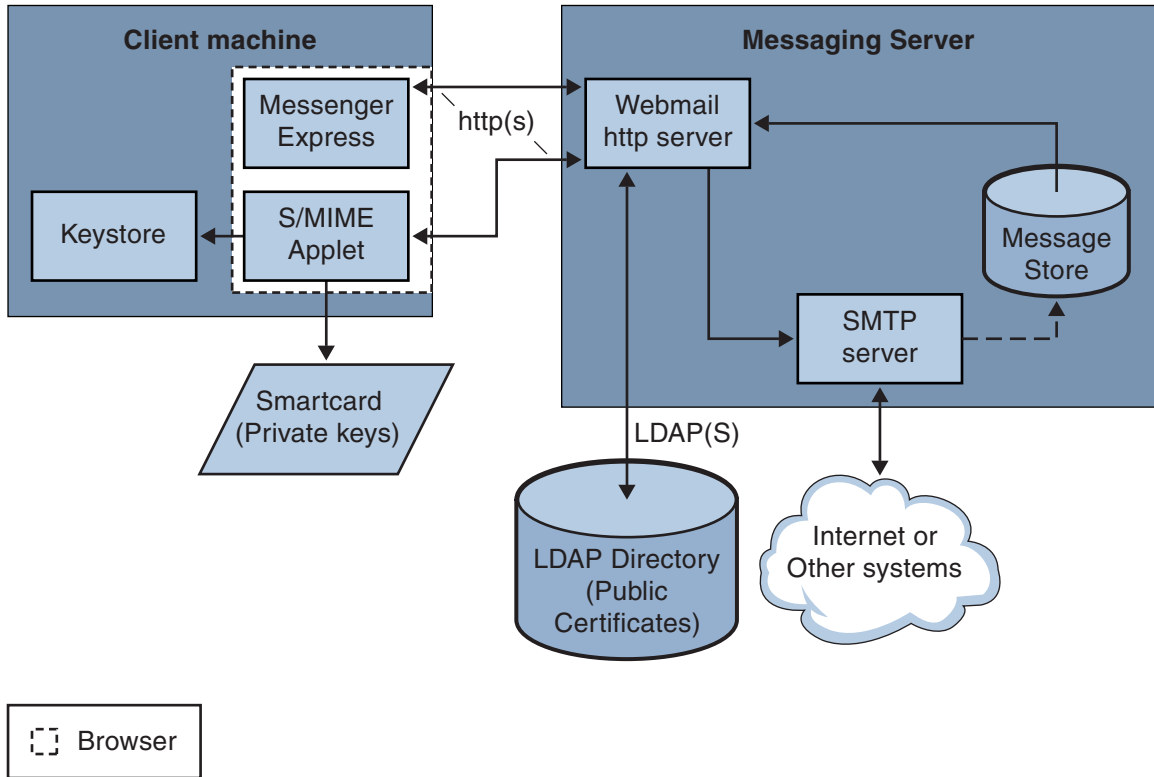 Client machine
Messaging Server
Messenger
Express
http(s)
Webmail
http server
Keystore
S/MIME
Applet
Message
Store
SMTP
server
Smartcard
(Private keys)
LDAP(S)
LDAP Directory
(Public
Certificates)
Internet or
Other systems
Browser